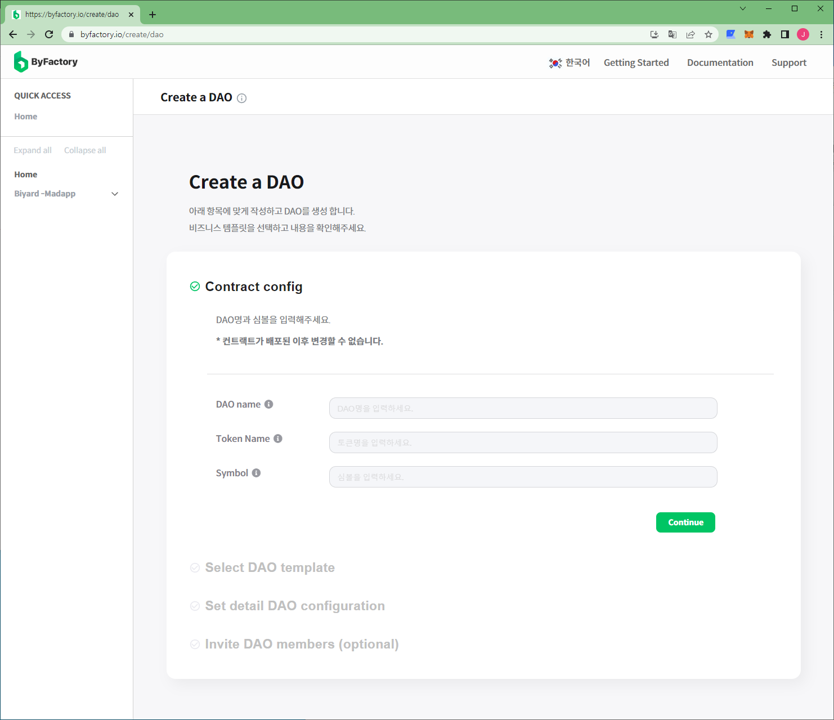 https://byfactory.io/create/dao
byfactory.io/create/dao
J
ByFactory
한국어 Getting Started Documentation Support
QUICK ACCESS
Home
Expand all Collapse all
Home
Biyard -Madapp
Create a DAO
Create a DAO
아래 항목에 맞게 작성하고 DAO를 생성 합니다.
비즈니스 템플릿을 선택하고 내용을 확인해주세요.
Contract config
DAO명과 심볼을 입력해주세요.
* 컨트랙트가 배포된 이후 변경할 수 없습니다.
DAO name
DAO명을 입력하세요.
Token Name
토큰명을 입력하세요.
Symbol
심볼을 입력하세요.
Continue
Select DAO template
Set detail DAO configuration
Invite DAO members (optional)